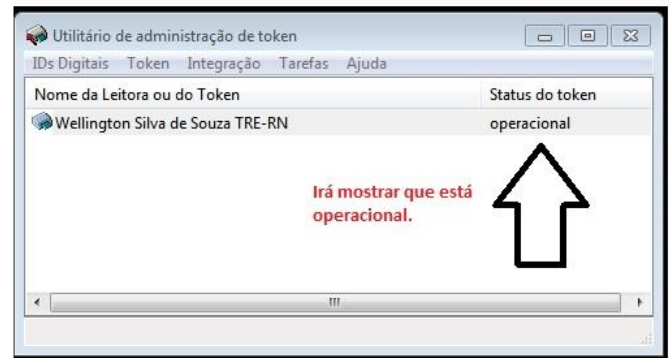 Utilitário de administração de token
IDs Digitais Token Integração Tarefas Ajuda
Nome da Leitora ou do Token Status do token
Wellington Silva de Souza TRE-RN operacional
Irá mostrar que está
operacional.